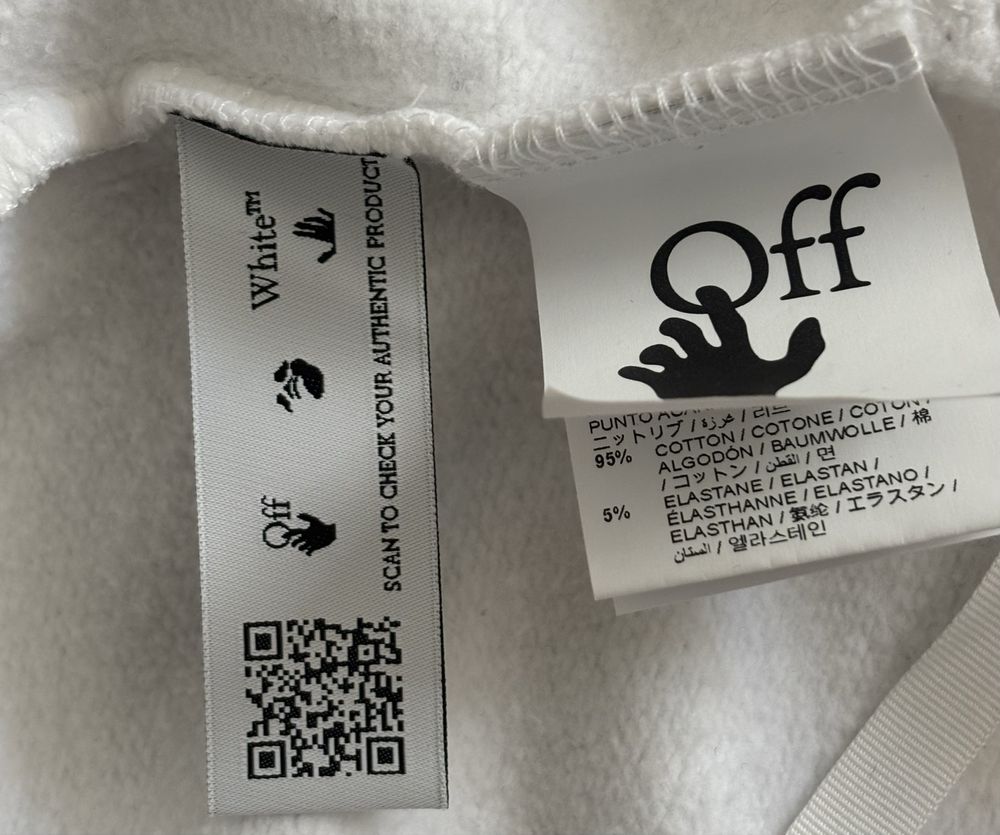 White™
Off
SCAN TO CHECK YOUR AUTHENTIC PRODUCT
Off
PUNTO
ニットリブ / غرزة / 리브
95% COTTON / COTONE / COTON /
ALGODÓN / BAUMWOLLE / 棉
/ コットン / القطن / 면
5% ELASTANE / ELASTAN /
ÉLASTHANNE / ELASTANO /
ELASTHAN / 氨纶 / エラスタン /
الستان / 엘라스테인